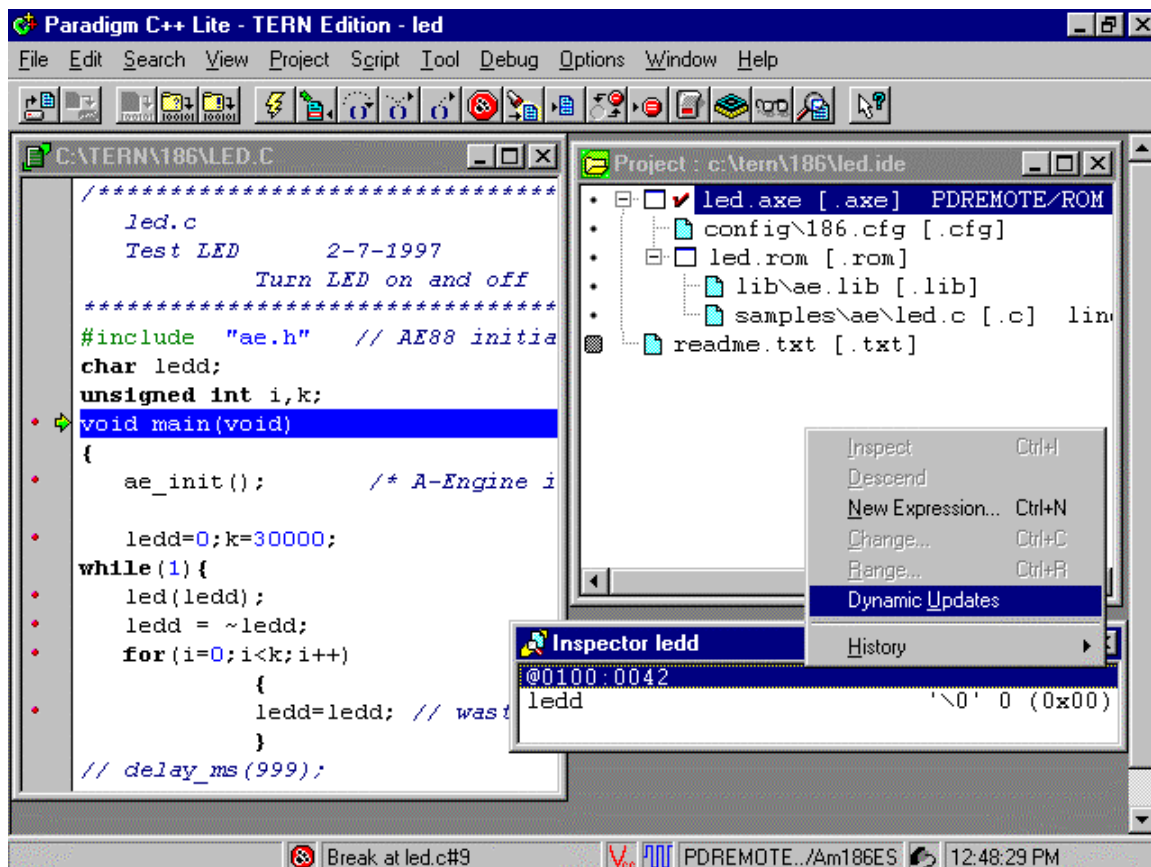 Paradigm C++ Lite - TERN Edition - led
File Edit Search View Project Script Tool Debug Options Window Help
C:\TERN\186\LED.C
/*********************************
led.c
Test LED 2-7-1997
Turn LED on and off
*********************************
#include "ae.h" // AE88 initia
char ledd;
unsigned int i,k;
void main(void)
{
ae_init(); /* A-Engine i
ledd=0;k=30000;
while(1){
led(ledd);
ledd = ~ledd;
for(i=0;i<k;i++)
{
ledd=ledd; // wast
}
// delay_ms(999);
Project : c:\tern\186\led.ide
led.axe [.axe] PDREMOTE/ROM
config\186.cfg [.cfg]
led.rom [.rom]
lib\ae.lib [.lib]
samples\ae\led.c [.c] line
readme.txt [.txt]
Inspect Ctrl+I
Descend
New Expression... Ctrl+N
Change... Ctrl+C
Range... Ctrl+R
Dynamic Updates
History
Inspector ledd
@0100:0042
ledd '\0' 0 (0x00)
Break at led.c#9
Vcc
PDREMOTE../Am186ES
12:48:29 PM